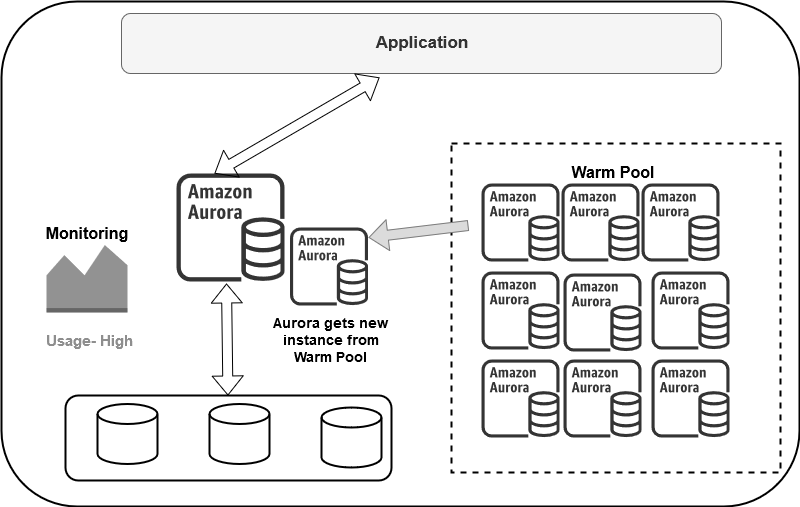 Application
Amazon
Aurora
Monitoring
Usage- High
Amazon
Aurora
Aurora gets new
instance from
Warm Pool
Warm Pool
Amazon
Aurora
Amazon
Aurora
Amazon
Aurora
Amazon
Aurora
Amazon
Aurora
Amazon
Aurora
Amazon
Aurora
Amazon
Aurora
Amazon
Aurora